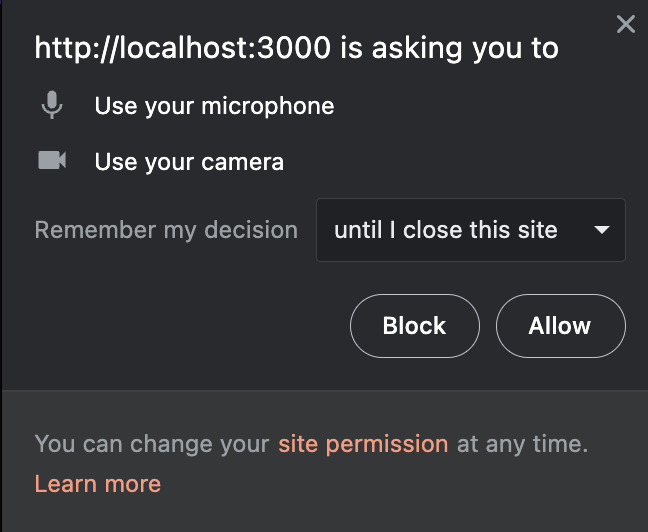 http://localhost:3000 is asking you to
Use your microphone
Use your camera
Remember my decision until I close this site
Block Allow
You can change your site permission at any time.
Learn more